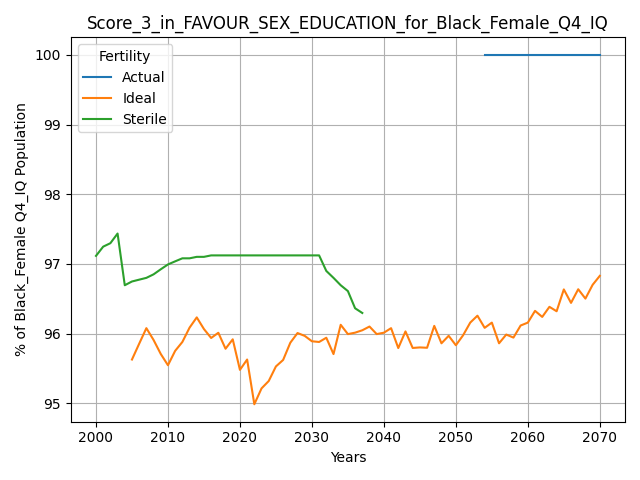 Score_3_in_FAVOUR_SEX_EDUCATION_for_Black_Female_Q4_IQ
% of Black_Female Q4_IQ Population
100
99
98
97
96
95
Fertility
Actual
Ideal
Sterile
2000 2010 2020 2030 2040 2050 2060 2070
Years